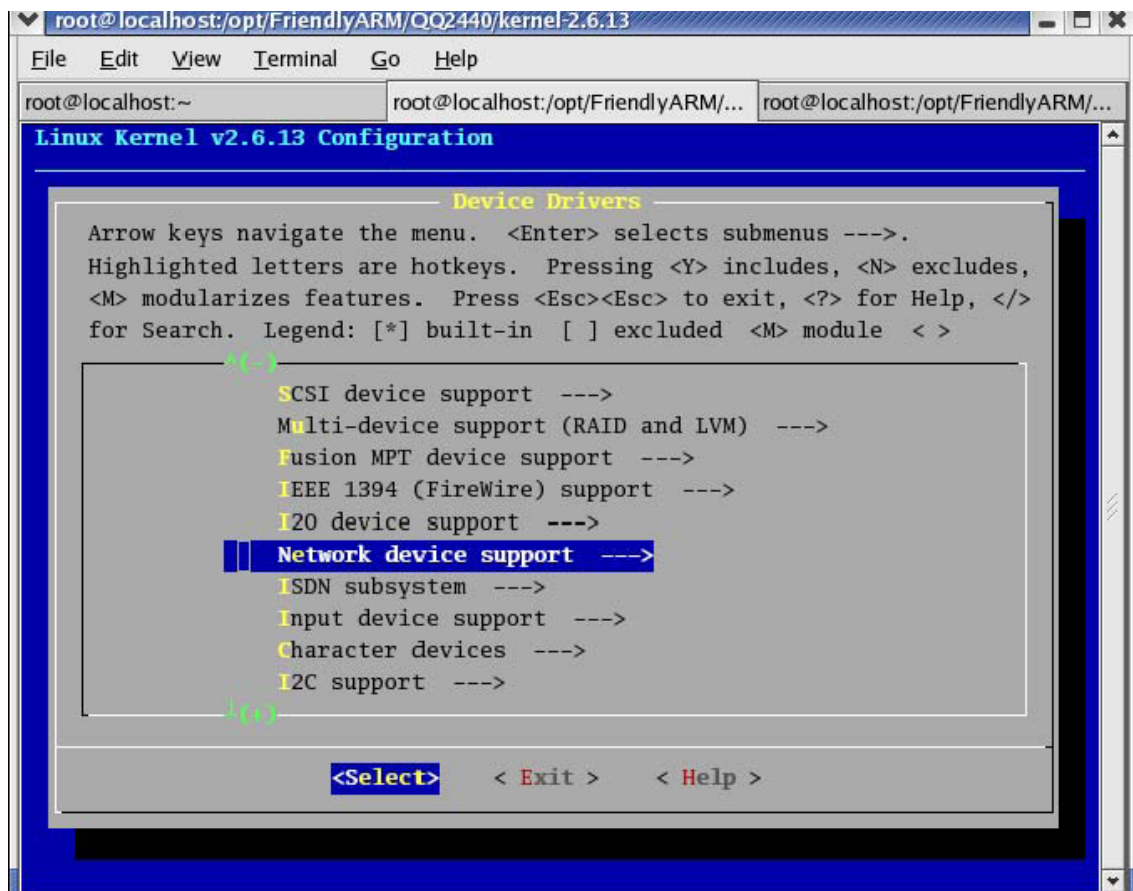 root@localhost:/opt/FriendlyARM/QQ2440/kernel-2.6.13
File Edit View Terminal Go Help
root@localhost:~ root@localhost:/opt/FriendlyARM/... root@localhost:/opt/FriendlyARM/...
Linux Kernel v2.6.13 Configuration
Device Drivers
Arrow keys navigate the menu. <Enter> selects submenus --->.
Highlighted letters are hotkeys. Pressing <Y> includes, <N> excludes,
<M> modularizes features. Press <Esc><Esc> to exit, <?> for Help, </>
for Search. Legend: [*] built-in [ ] excluded <M> module < >
^(-)
SCSI device support --->
Multi-device support (RAID and LVM) --->
Fusion MPT device support --->
IEEE 1394 (FireWire) support --->
I2O device support --->
Network device support --->
ISDN subsystem --->
Input device support --->
Character devices --->
I2C support --->
┘(+)
<Select> < Exit > < Help >